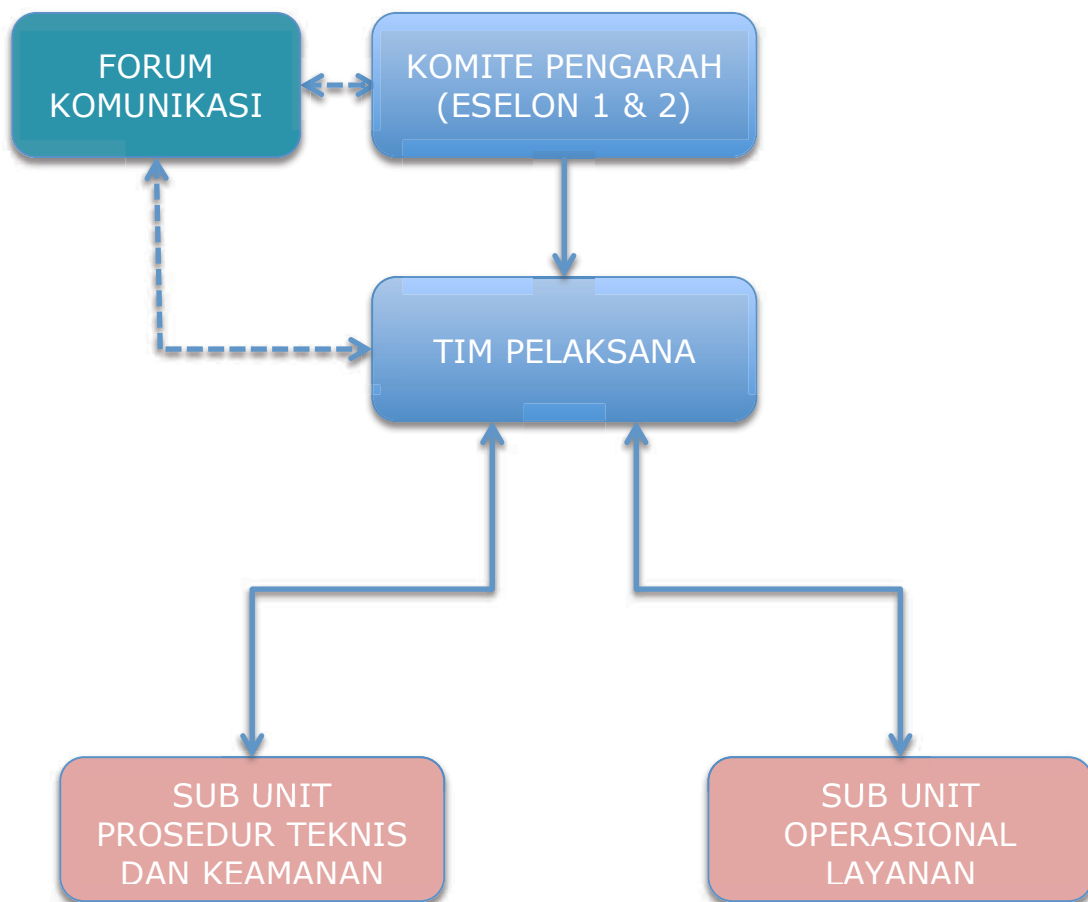 FORUM
KOMUNIKASI
KOMITE PENGARAH
(ESELON 1 & 2)
TIM PELAKSANA
SUB UNIT
PROSEDUR TEKNIS
DAN KEAMANAN
SUB UNIT
OPERASIONAL
LAYANAN